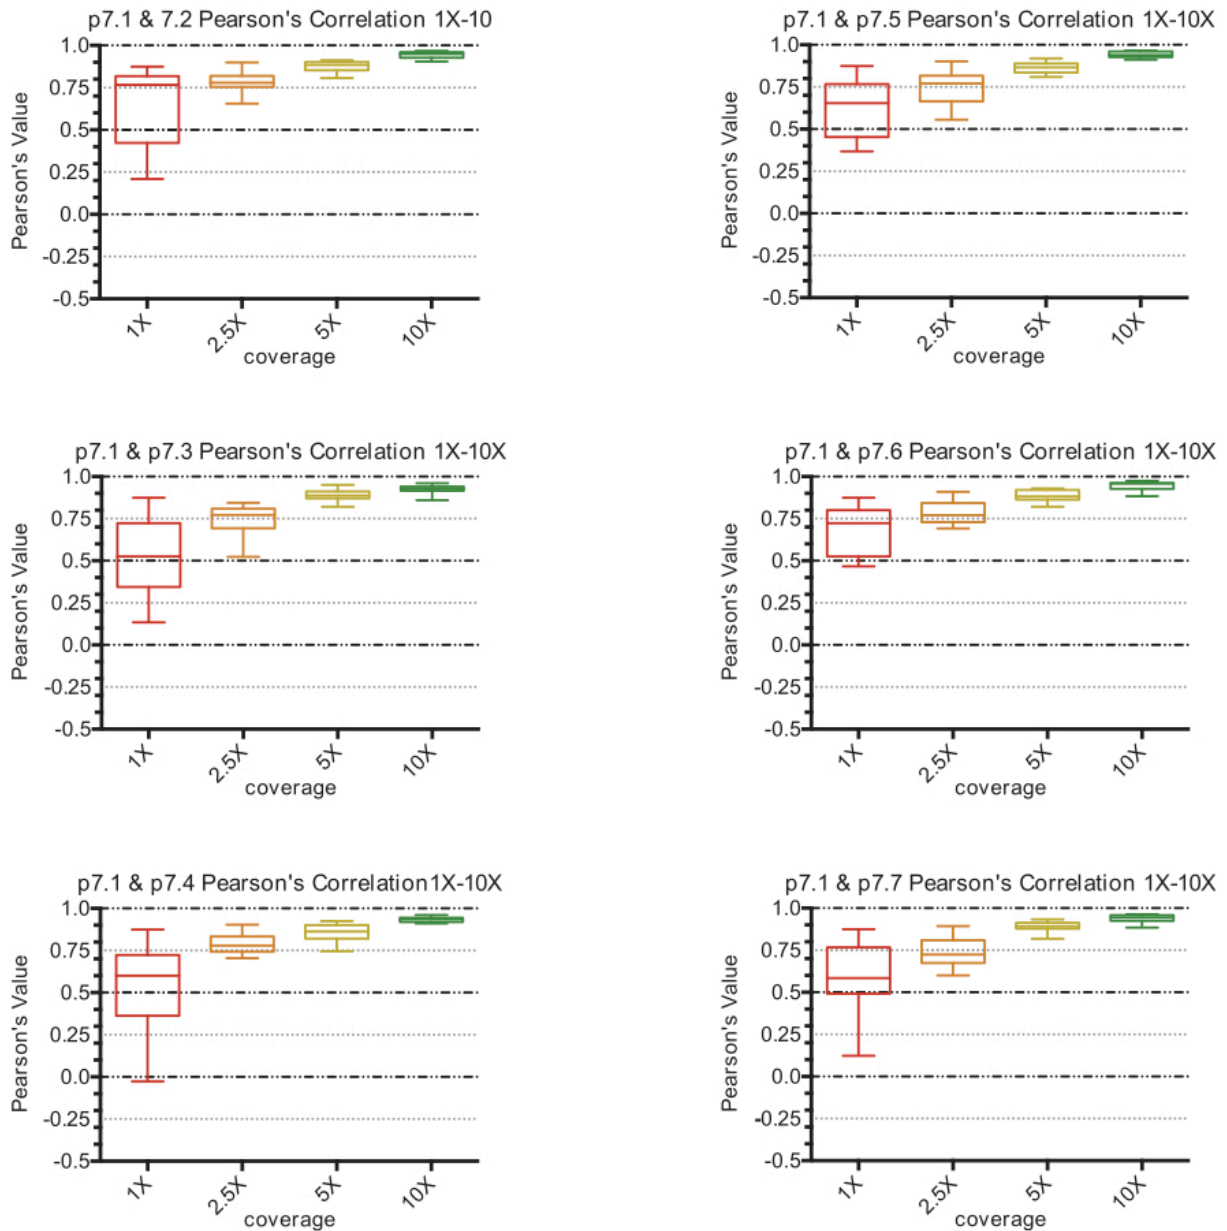 p7.1 & 7.2 Pearson's Correlation 1X-10
1.0
0.75
0.5
0.25
0.0
-0.25
-0.5
Pearson's Value
1X
2.5X
5X
10X
coverage
p7.1 & p7.5 Pearson's Correlation 1X-10X
1.0
0.75
0.5
0.25
0.0
-0.25
-0.5
Pearson's Value
1X
2.5X
5X
10X
coverage
p7.1 & p7.3 Pearson's Correlation 1X-10X
1.0
0.75
0.5
0.25
0.0
-0.25
-0.5
Pearson's Value
1X
2.5X
5X
10X
coverage
p7.1 & p7.6 Pearson's Correlation 1X-10X
1.0
0.75
0.5
0.25
0.0
-0.25
-0.5
Pearson's Value
1X
2.5X
5X
10X
coverage
p7.1 & p7.4 Pearson's Correlation1X-10X
1.0
0.75
0.5
0.25
0.0
-0.25
-0.5
Pearson's Value
1X
2.5X
5X
10X
coverage
p7.1 & p7.7 Pearson's Correlation 1X-10X
1.0
0.75
0.5
0.25
0.0
-0.25
-0.5
Pearson's Value
1X
2.5X
5X
10X
coverage